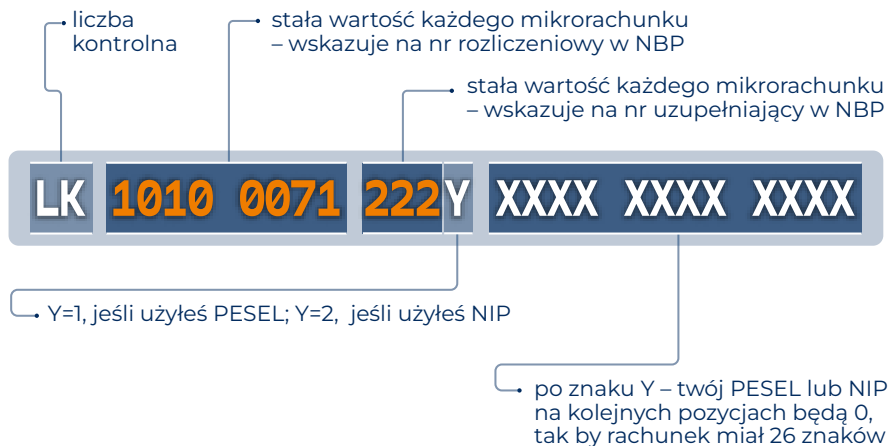 liczba
kontrolna
stała wartość każdego mikrorachunku
– wskazuje na nr rozliczeniowy w NBP
stała wartość każdego mikrorachunku
– wskazuje na nr uzupełniający w NBP
LK 1010 0071 222Y XXXX XXXX XXXX
Y=1, jeśli użyłeś PESEL; Y=2, jeśli użyłeś NIP
po znaku Y – twój PESEL lub NIP
na kolejnych pozycjach będą 0,
tak by rachunek miał 26 znaków